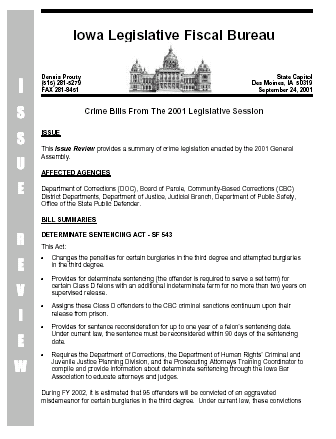 ISSUE REVIEW
Iowa Legislative Fiscal Bureau
Dennis Prouty
(515) 281-5279
FAX 281-8451
State Capitol
Des Moines, IA 50319
September 24, 2001
Crime Bills From The 2001 Legislative Session
ISSUE
This Issue Review provides a summary of crime legislation enacted by the 2001 General
Assembly.
AFFECTED AGENCIES
Department of Corrections (DOC), Board of Parole, Community-Based Corrections (CBC)
District Departments, Department of Justice, Judicial Branch, Department of Public Safety,
Office of the State Public Defender.
BILL SUMMARIES
DETERMINATE SENTENCING ACT - SF 543
This Act:
• Changes the penalties for certain burglaries in the third degree and attempted burglaries
in the third degree.
• Provides for determinate sentencing (the offender is required to serve a set term) for
certain Class D felons with an additional indeterminate term for no more than two years on
supervised release.
• Assigns these Class D offenders to the CBC criminal sanctions continuum upon their
release from prison.
• Provides for sentence reconsideration for up to one year of a felon's sentencing date.
Under current law, the sentence must be reconsidered within 90 days of the sentencing
date.
• Requires the Department of Corrections, the Department of Human Rights' Criminal and
Juvenile Justice Planning Division, and the Prosecuting Attorneys Training Coordinator to
compile and provide information about determinate sentencing through the Iowa Bar
Association to educate attorneys and judges.
During FY 2002, it is estimated that 95 offenders will be convicted of an aggravated
misdemeanor for certain burglaries in the third degree. Under current law, these convictions